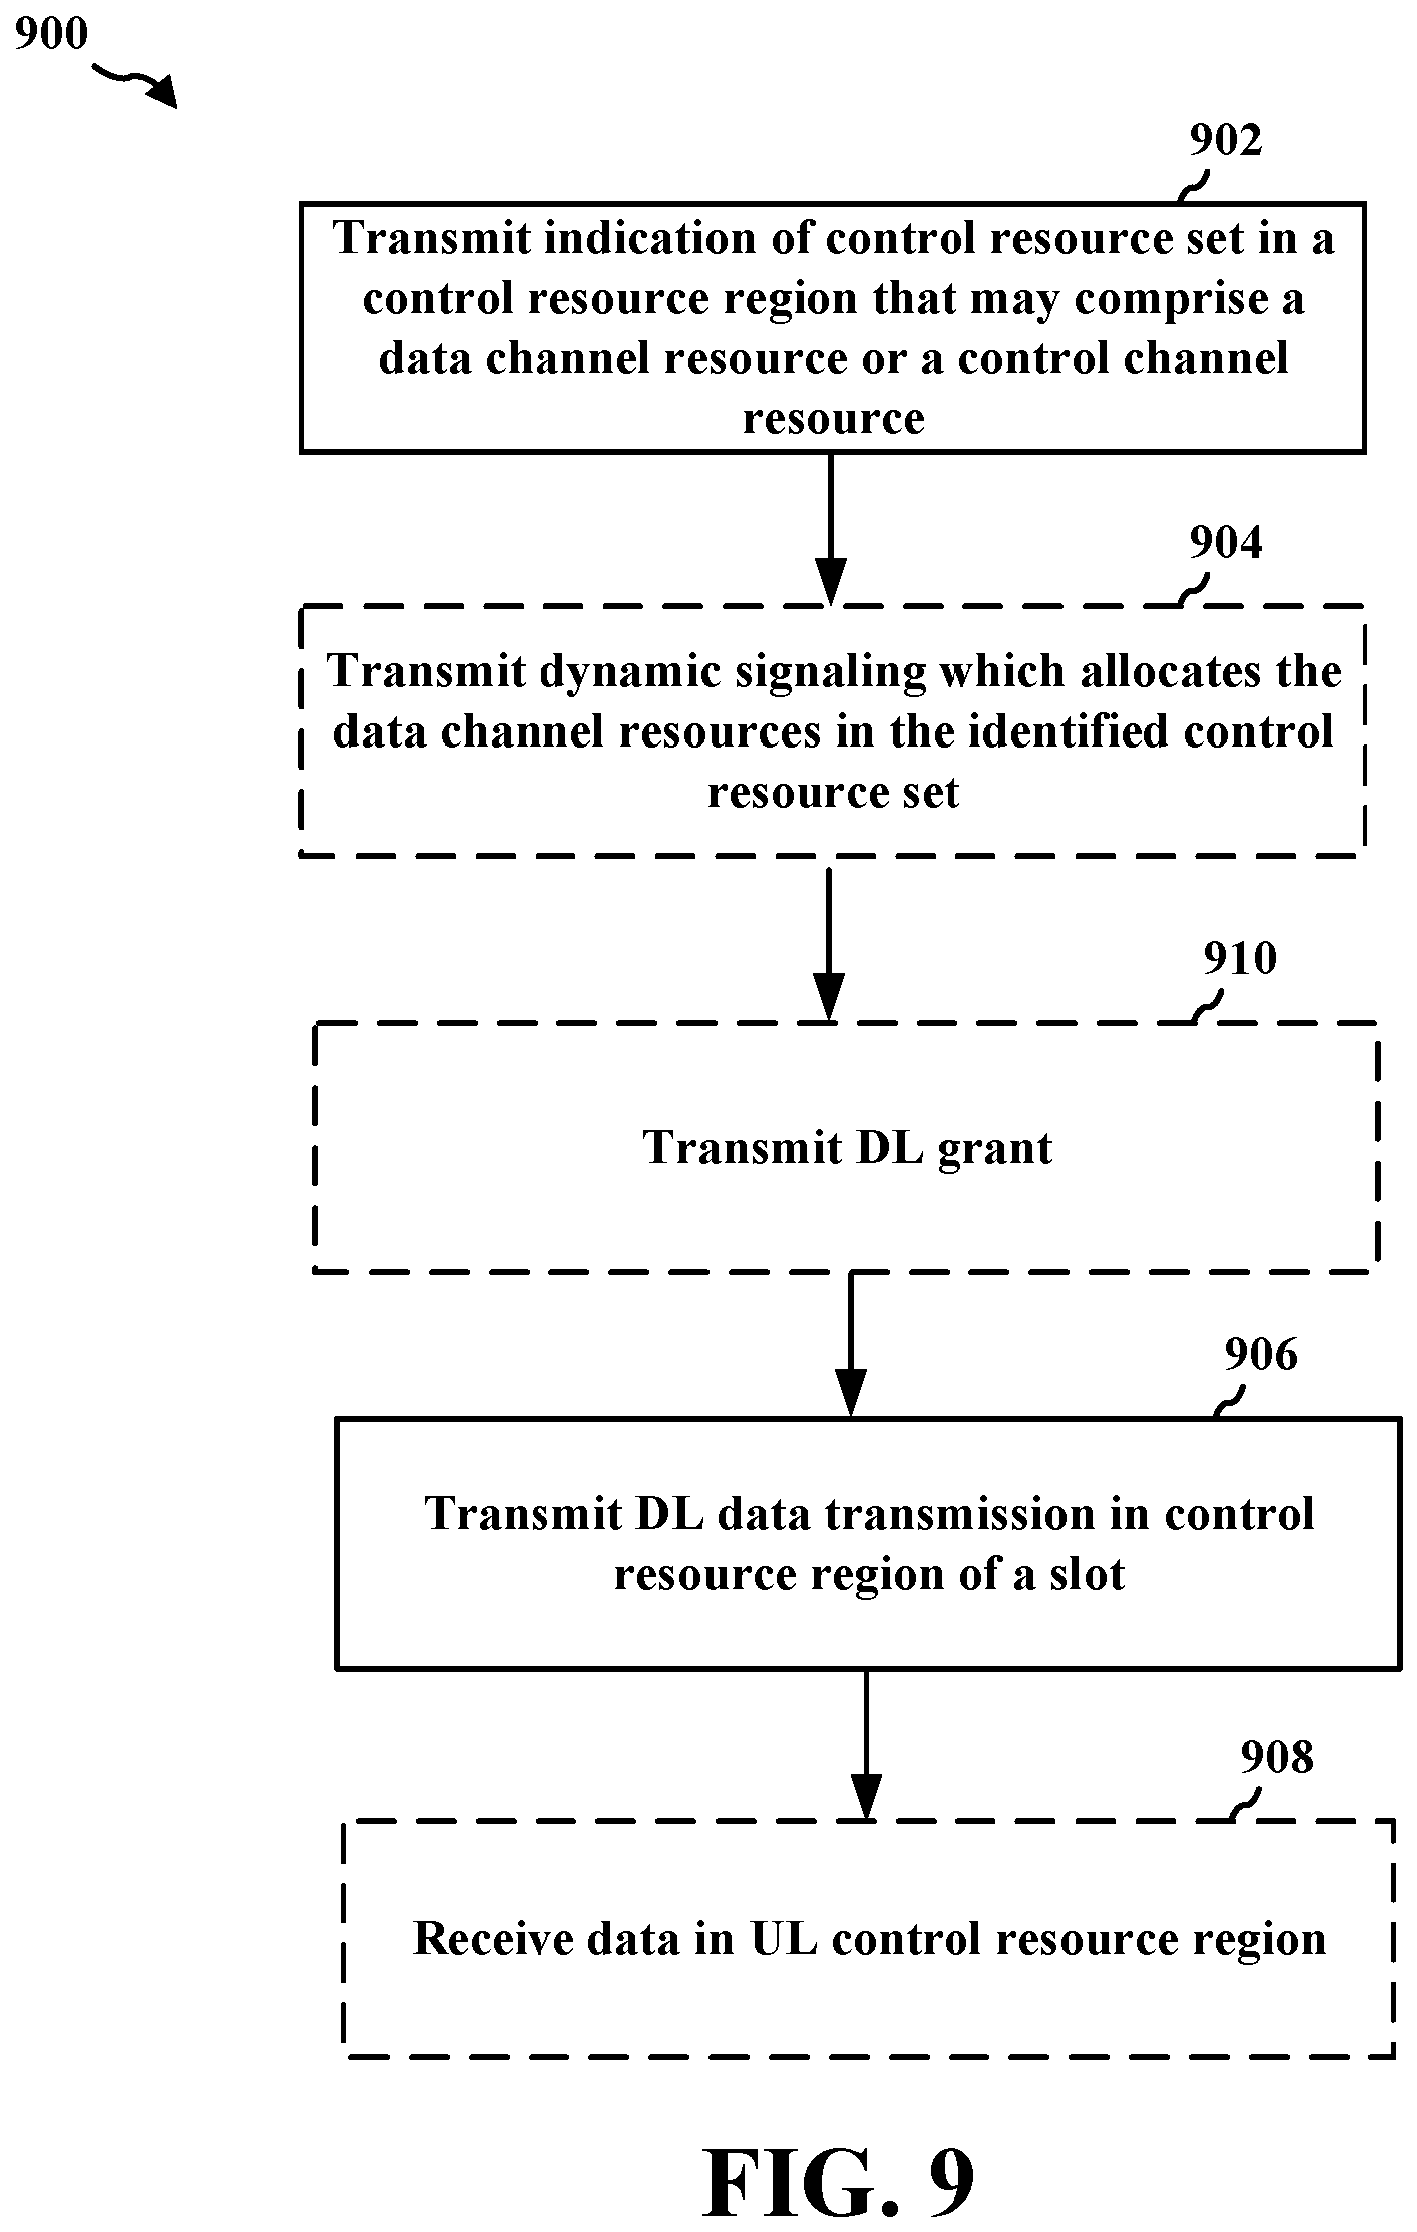 900
902
Transmit indication of control resource set in a
control resource region that may comprise a
data channel resource or a control channel
resource
904
Transmit dynamic signaling which allocates the
data channel resources in the identified control
resource set
910
Transmit DL grant
906
Transmit DL data transmission in control
resource region of a slot
908
Receive data in UL control resource region
FIG. 9